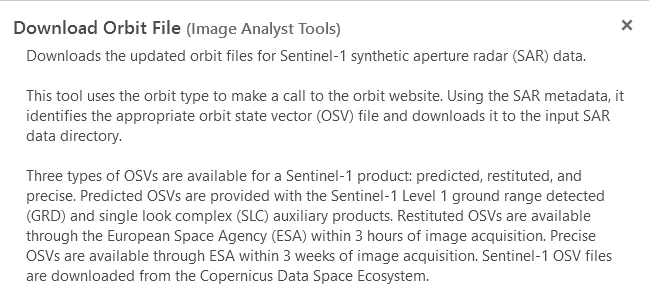 Download Orbit File (Image Analyst Tools)
Downloads the updated orbit files for Sentinel-1 synthetic aperture radar (SAR) data.
This tool uses the orbit type to make a call to the orbit website. Using the SAR metadata, it
identifies the appropriate orbit state vector (OSV) file and downloads it to the input SAR
data directory.
Three types of OSVs are available for a Sentinel-1 product: predicted, restituted, and
precise. Predicted OSVs are provided with the Sentinel-1 Level 1 ground range detected
(GRD) and single look complex (SLC) auxiliary products. Restituted OSVs are available
through the European Space Agency (ESA) within 3 hours of image acquisition. Precise
OSVs are available through ESA within 3 weeks of image acquisition. Sentinel-1 OSV files
are downloaded from the Copernicus Data Space Ecosystem.